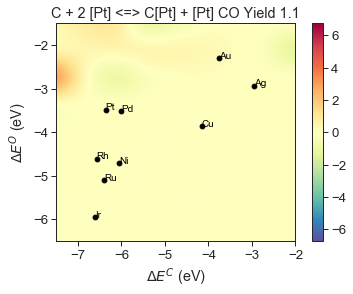 C + 2 [Pt] <=> C[Pt] + [Pt] CO Yield 1.1
−2
−3
−4
−5
−6
ΔE^O (eV)
Au
Ag
Pt
Pd
Cu
Rh
Ni
Ru
Ir
−7
−6
−5
−4
−3
−2
ΔE^C (eV)
6
4
2
0
−2
−4
−6